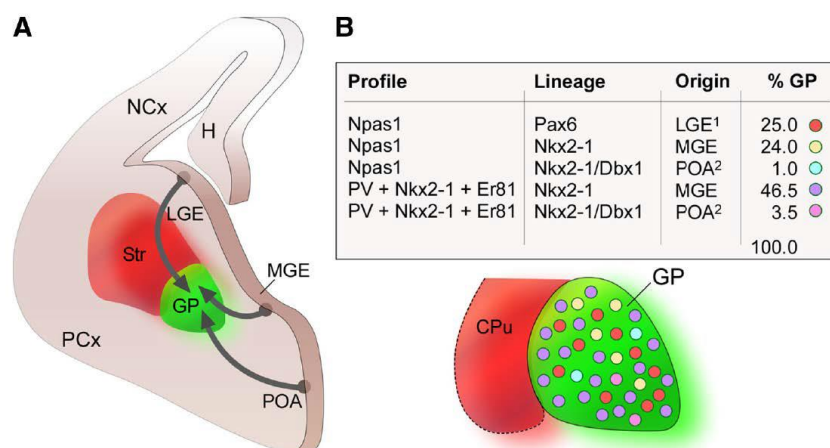 A
NCx
H
LGE
Str
MGE
GP
PCx
POA
B
Profile Lineage Origin % GP
Npas1 Pax6 LGE¹ 25.0
Npas1 Nkx2-1 MGE 24.0
Npas1 Nkx2-1/Dbx1 POA² 1.0
PV + Nkx2-1 + Er81 Nkx2-1 MGE 46.5
PV + Nkx2-1 + Er81 Nkx2-1/Dbx1 POA² 3.5
100.0
GP
CPu